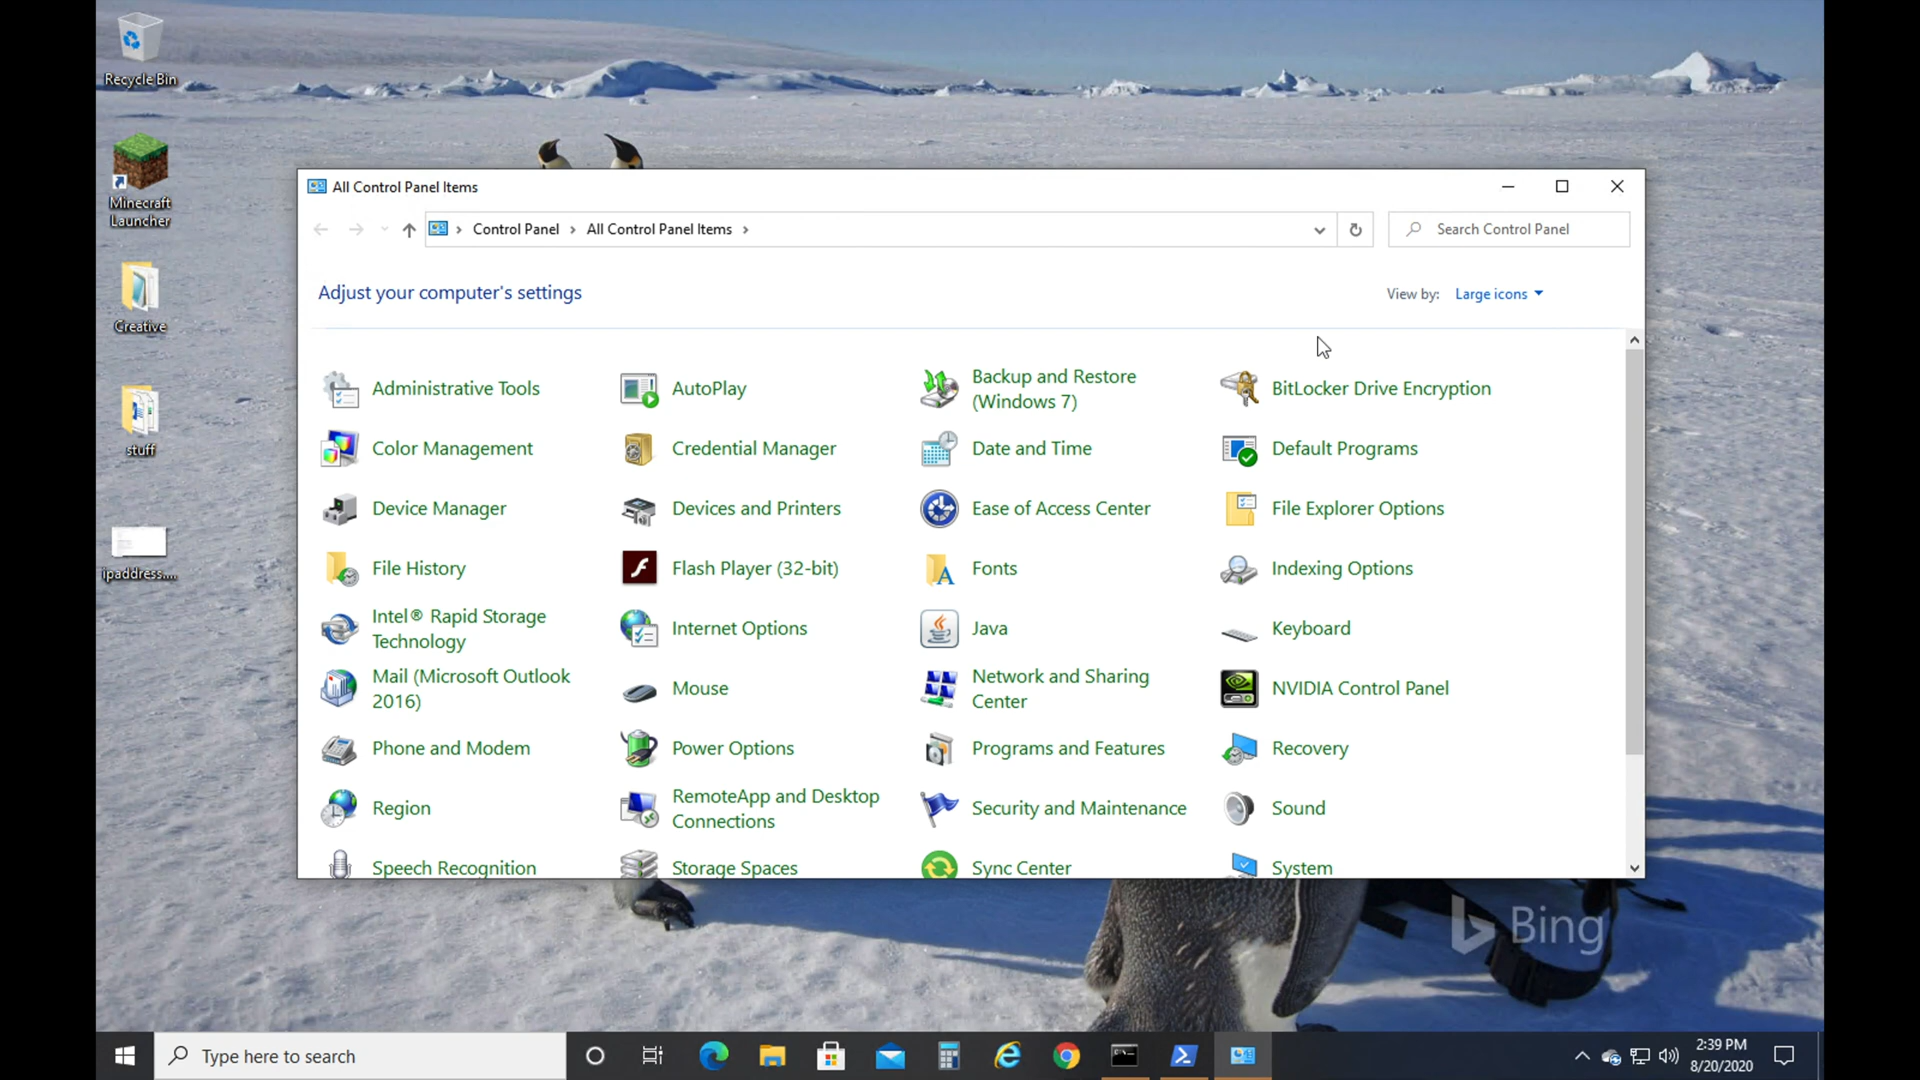 Recycle Bin
Minecraft
Launcher
Creative
stuff
ipaddress....
All Control Panel Items
Control Panel
All Control Panel Items
Search Control Panel
Adjust your computer's settings
View by:
Large icons
Administrative Tools
AutoPlay
Backup and Restore
(Windows 7)
BitLocker Drive Encryption
Color Management
Credential Manager
Date and Time
Default Programs
Device Manager
Devices and Printers
Ease of Access Center
File Explorer Options
File History
Flash Player (32-bit)
Fonts
Indexing Options
Intel® Rapid Storage
Technology
Internet Options
Java
Keyboard
Mail (Microsoft Outlook
2016)
Mouse
Network and Sharing
Center
NVIDIA Control Panel
Phone and Modem
Power Options
Programs and Features
Recovery
Region
RemoteApp and Desktop
Connections
Security and Maintenance
Sound
Speech Recognition
Storage Spaces
Sync Center
System
Bing
Type here to search
2:39 PM
8/20/2020